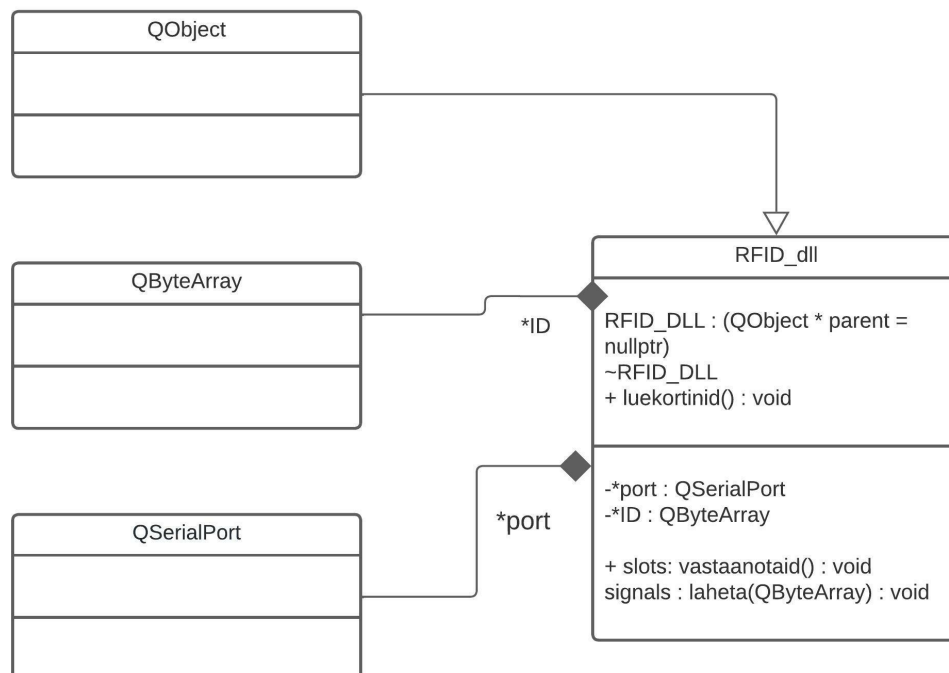 QObject
QByteArray
*ID
QSerialPort
*port
RFID_dll
RFID_DLL : (QObject * parent =
nullptr)
~RFID_DLL
+ luekortinid() : void
-*port : QSerialPort
-*ID : QByteArray
+ slots: vastaanotaid() : void
signals : laheta(QByteArray) : void